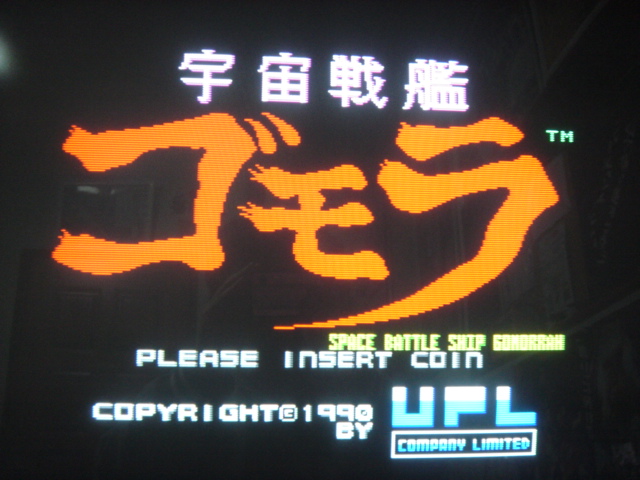 宇宙戦艦
ゴモラ TM
SPACE BATTLE SHIP GOMORRAH
PLEASE INSERT COIN
COPYRIGHT©1990 UPL
BY COMPANY LIMITED